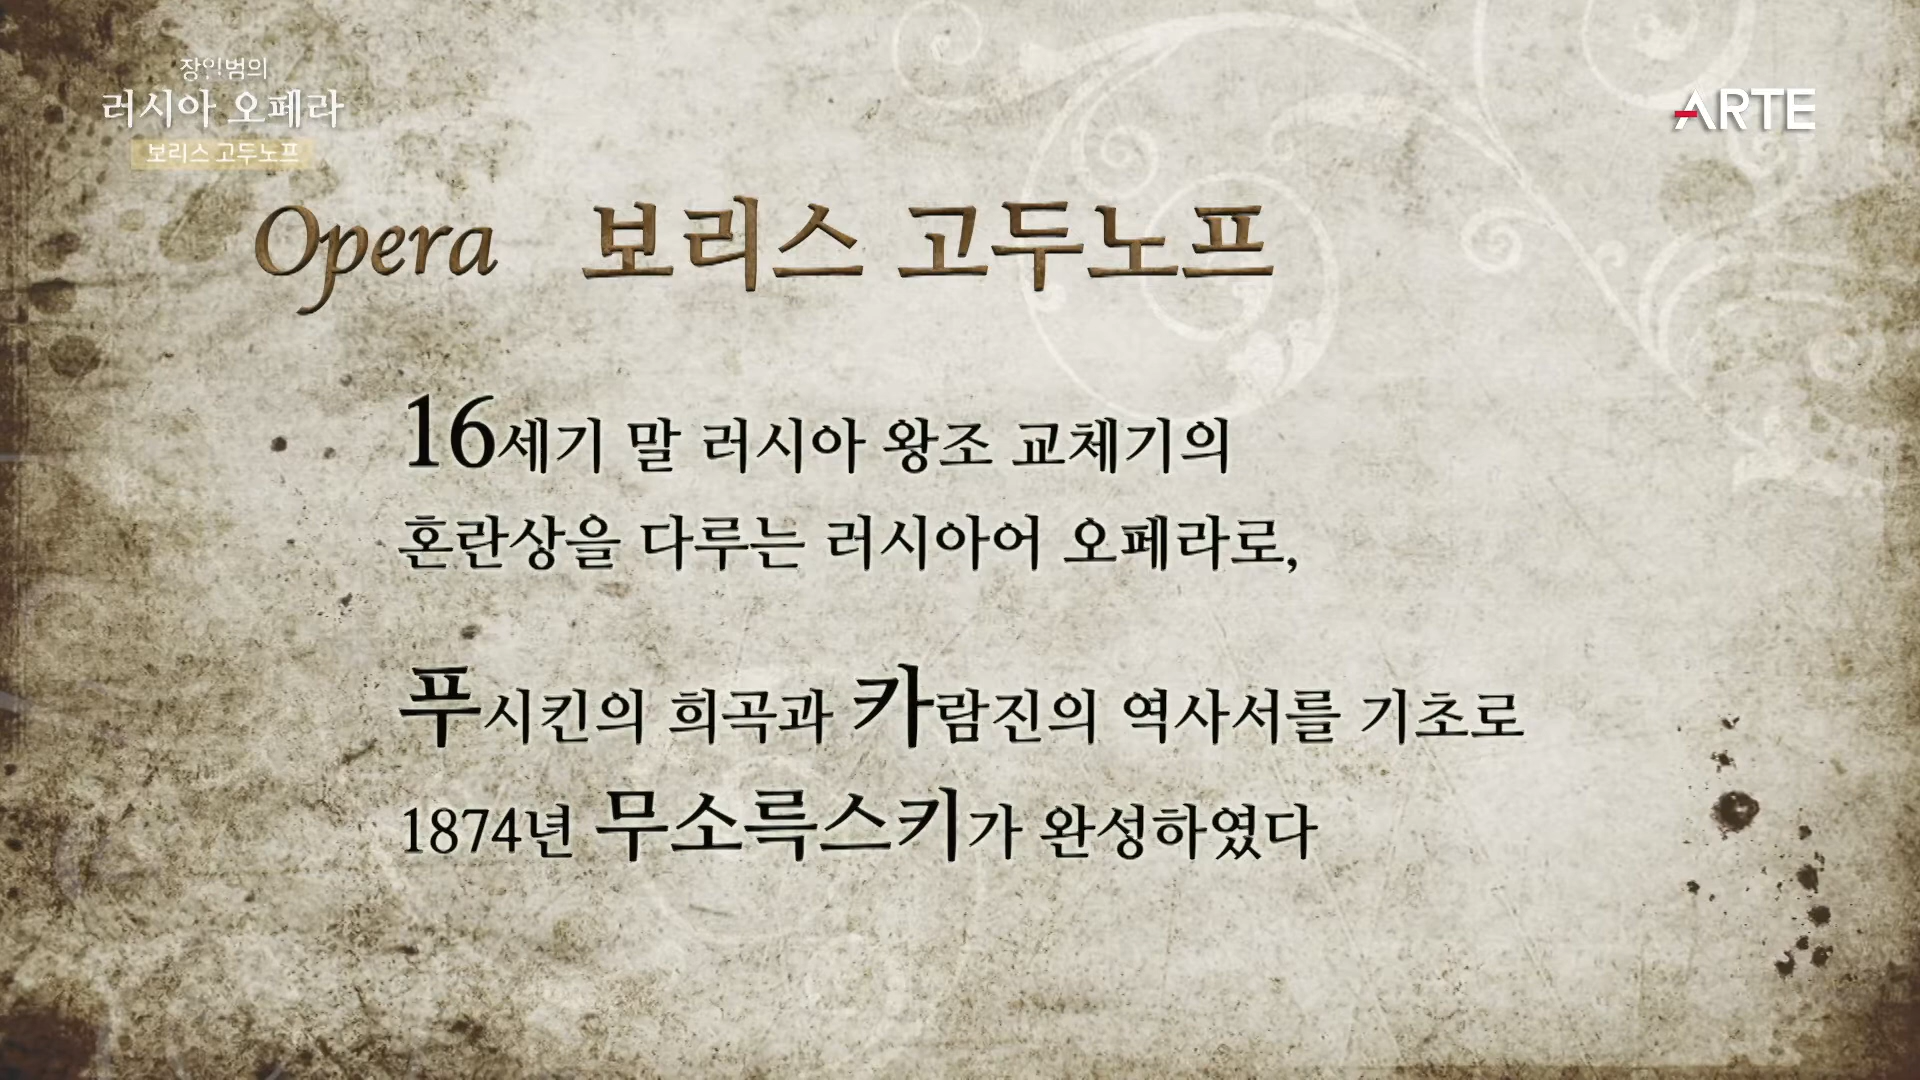 장인범의
러시아 오페라
보리스 고두노프
ARTE
Opera 보리스 고두노프
16세기 말 러시아 왕조 교체기의
혼란상을 다루는 러시아어 오페라로,
푸시킨의 희곡과 카람진의 역사서를 기초로
1874년 무소륵스키가 완성하였다